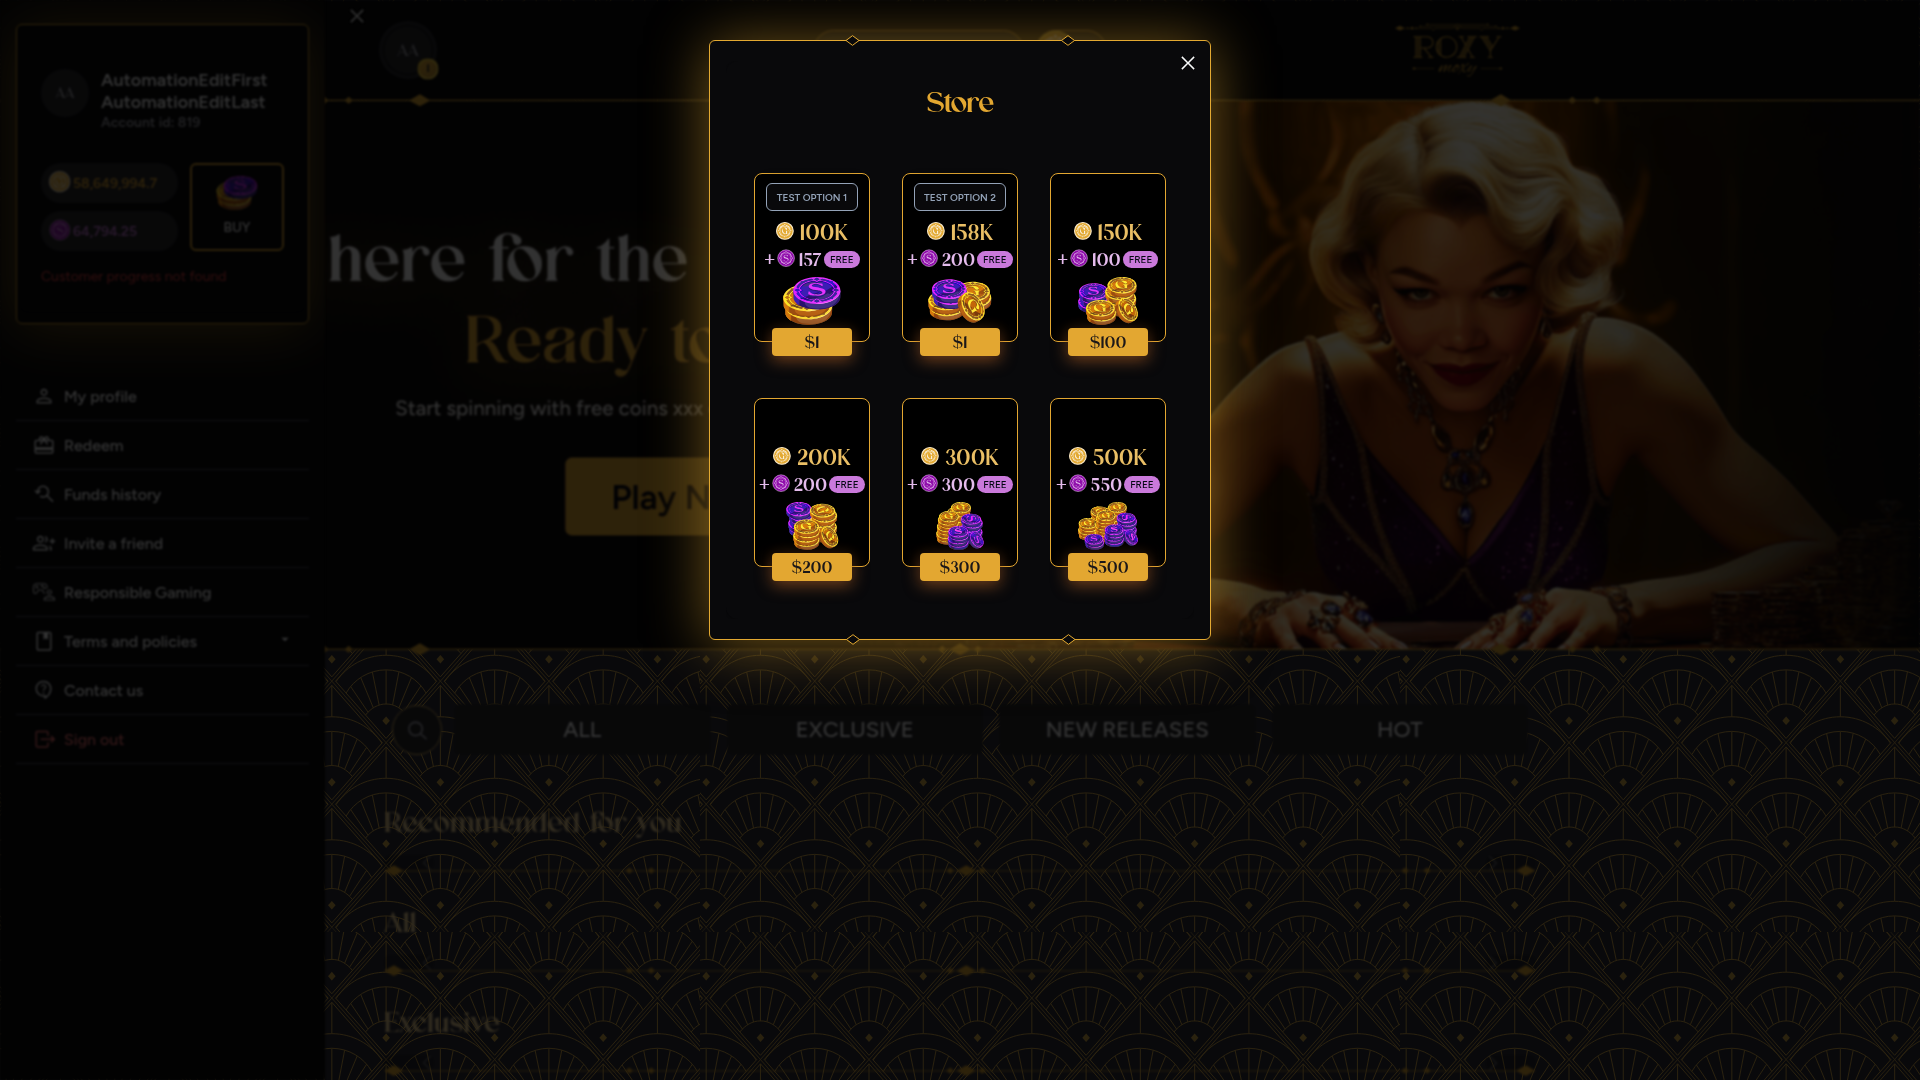 AA
AutomationEditFirst
AutomationEditLast
Account id: 819
58,649,994.7
64,794.25
BUY
Customer progress not found
My profile
Redeem
Funds history
Invite a friend
Responsible Gaming
Terms and policies
Contact us
Sign out
AA
ROXY
moxy
here for the
Ready to
Start spinning with free coins xxx
Play N
Store
TEST OPTION 1
100K
+ S 157 FREE
$1
TEST OPTION 2
158K
+ S 200 FREE
$1
150K
+ S 100 FREE
$100
200K
+ S 200 FREE
$200
300K
+ S 300 FREE
$300
500K
+ S 550 FREE
$500
ALL
EXCLUSIVE
NEW RELEASES
HOT
Recommended for you
All
Exclusive